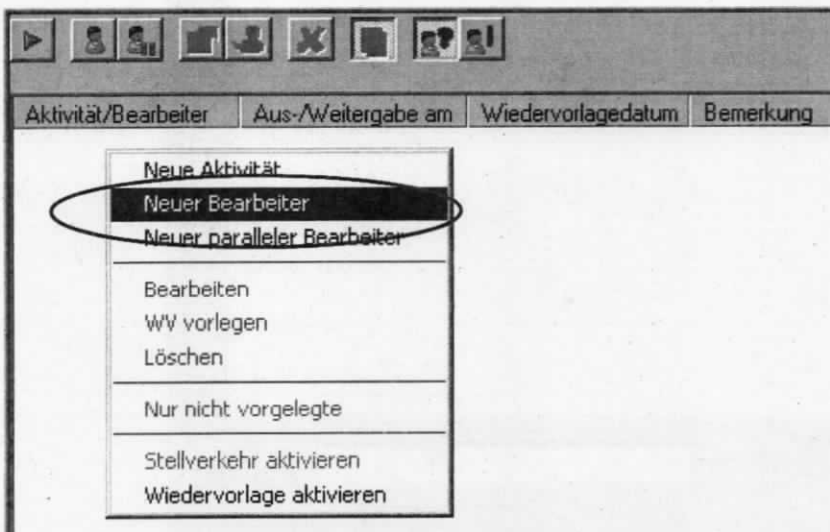 Aktivität/Bearbeiter Aus-/Weitergabe am Wiedervorlagedatum Bemerkung
Neue Aktivität
Neuer Bearbeiter
Neuer paralleler Bearbeiter
Bearbeiten
WV vorlegen
Löschen
Nur nicht vorgelegte
Stellverkehr aktivieren
Wiedervorlage aktivieren